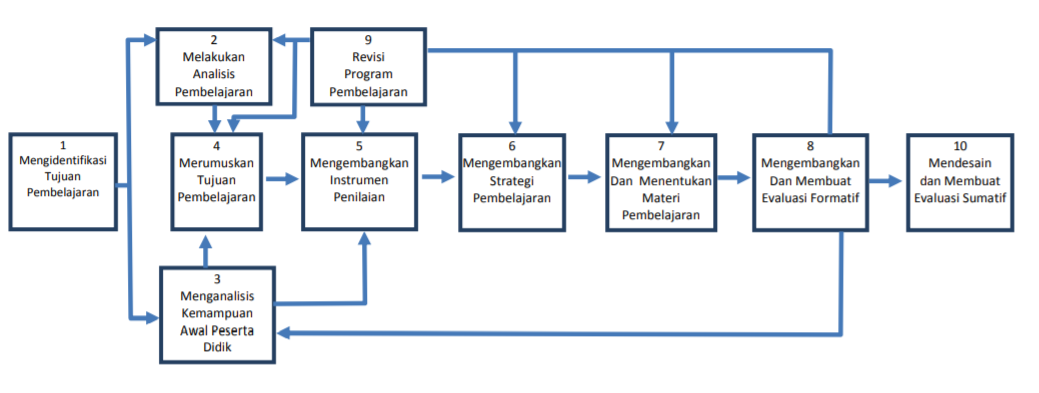 1
Mengidentifikasi
Tujuan
Pembelajaran
2
Melakukan
Analisis
Pembelajaran
3
Menganalisis
Kemampuan
Awal Peserta
Didik
4
Merumuskan
Tujuan
Pembelajaran
5
Mengembangkan
Instrumen
Penilaian
6
Mengembangkan
Strategi
Pembelajaran
7
Mengembangkan
Dan Menentukan
Materi
Pembelajaran
8
Mengembangkan
Dan Membuat
Evaluasi Formatif
9
Revisi
Program
Pembelajaran
10
Mendesain
dan Membuat
Evaluasi Sumatif